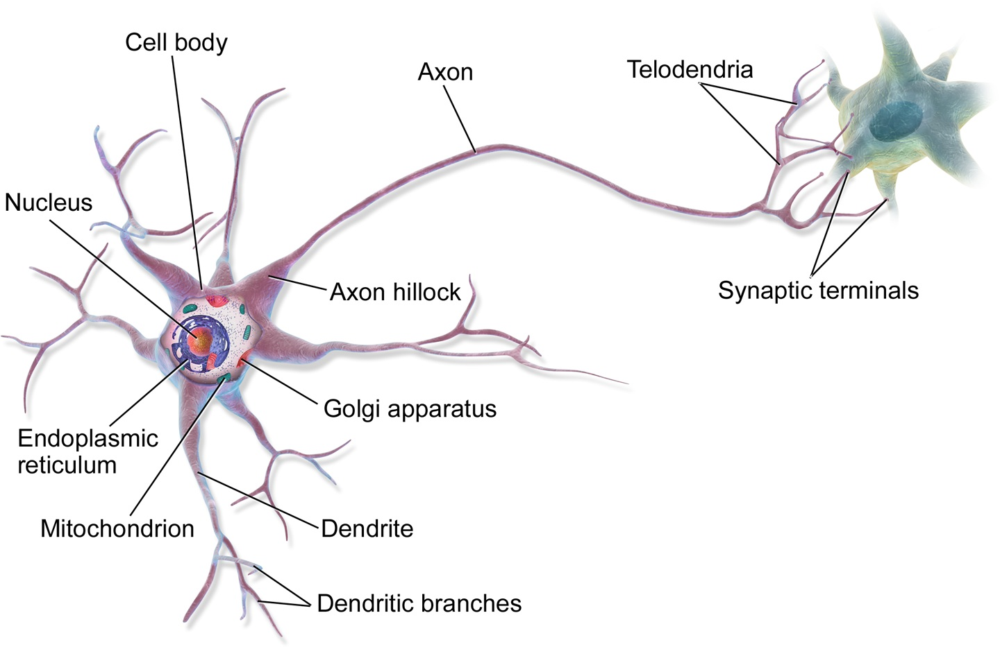 Cell body
Axon
Telodendria
Nucleus
Axon hillock
Synaptic terminals
Golgi apparatus
Endoplasmic
reticulum
Mitochondrion
Dendrite
Dendritic branches